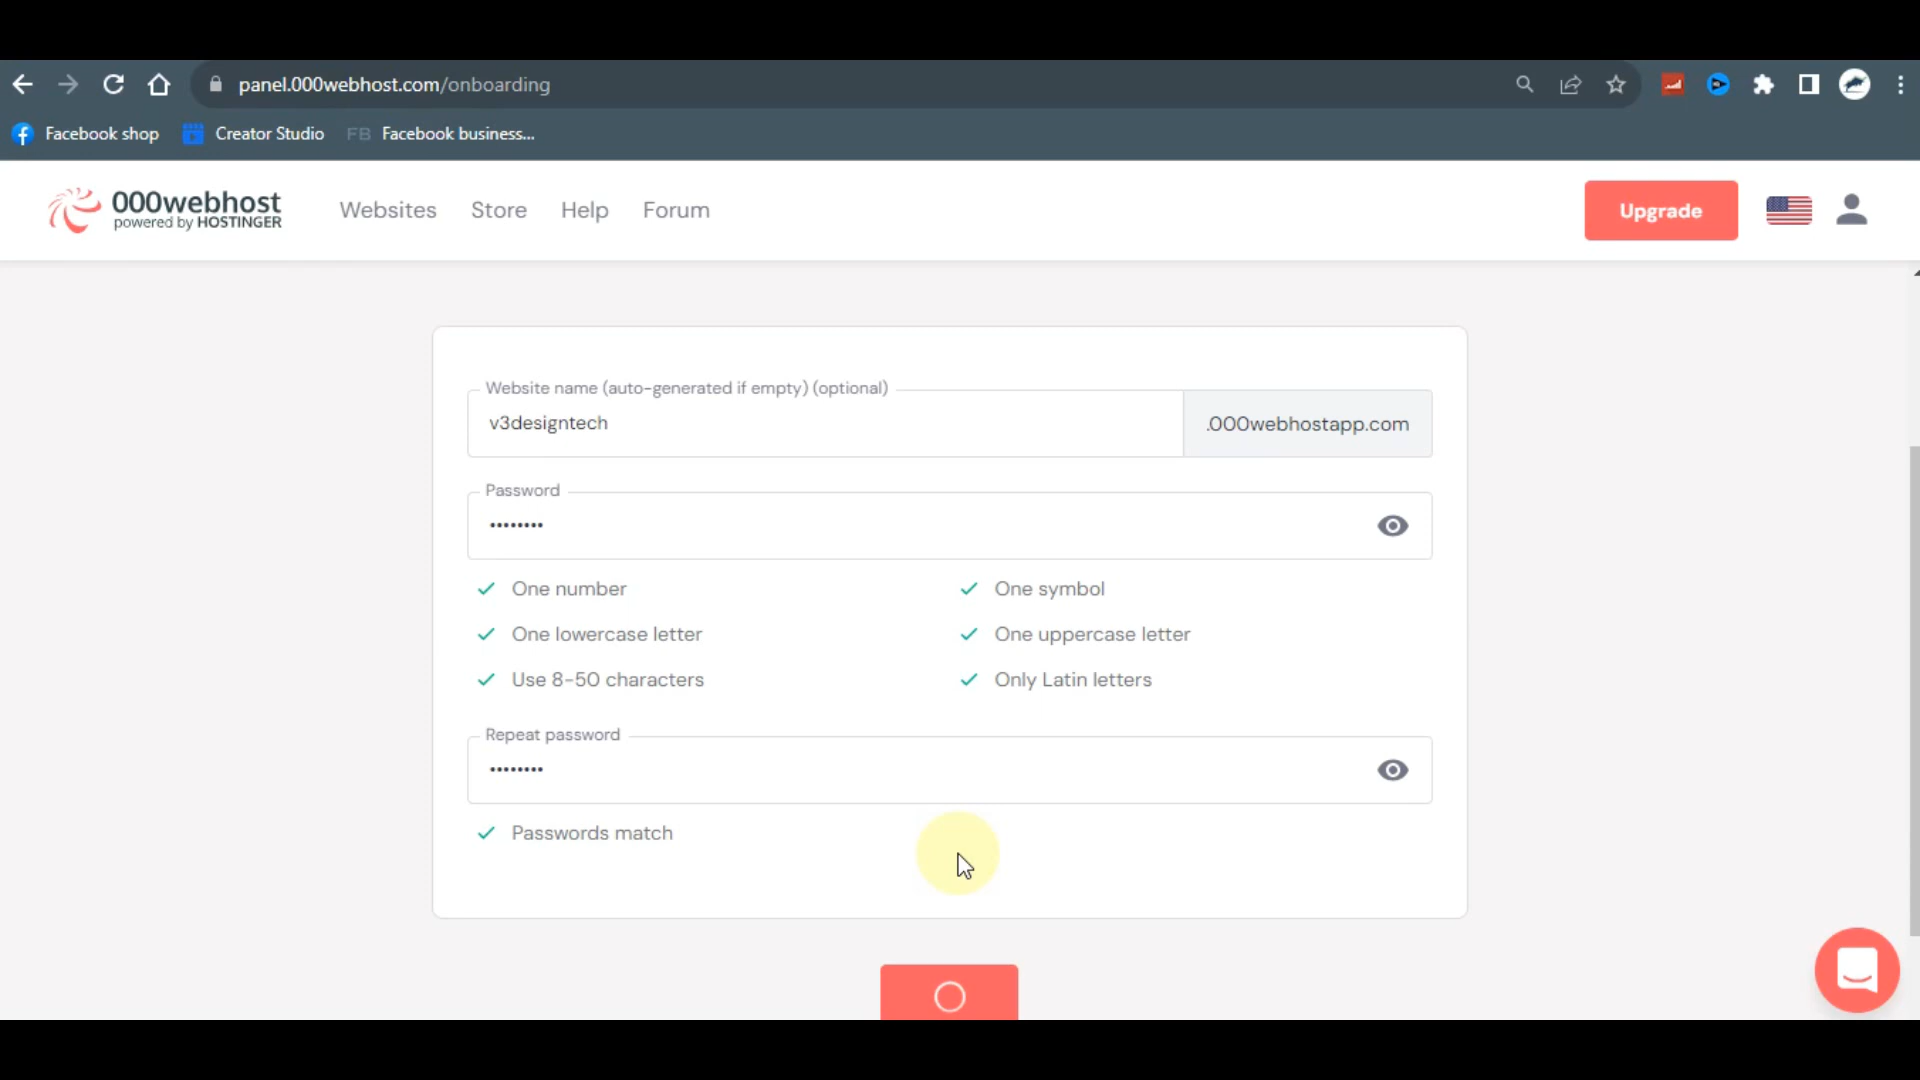 panel.000webhost.com/onboarding
Facebook shop Creator Studio FB Facebook business...
000webhost
powered by HOSTINGER
Websites Store Help Forum
Upgrade
Website name (auto-generated if empty) (optional)
v3designtech
.000webhostapp.com
Password
••••••••
One number
One symbol
One lowercase letter
One uppercase letter
Use 8-50 characters
Only Latin letters
Repeat password
••••••••
Passwords match